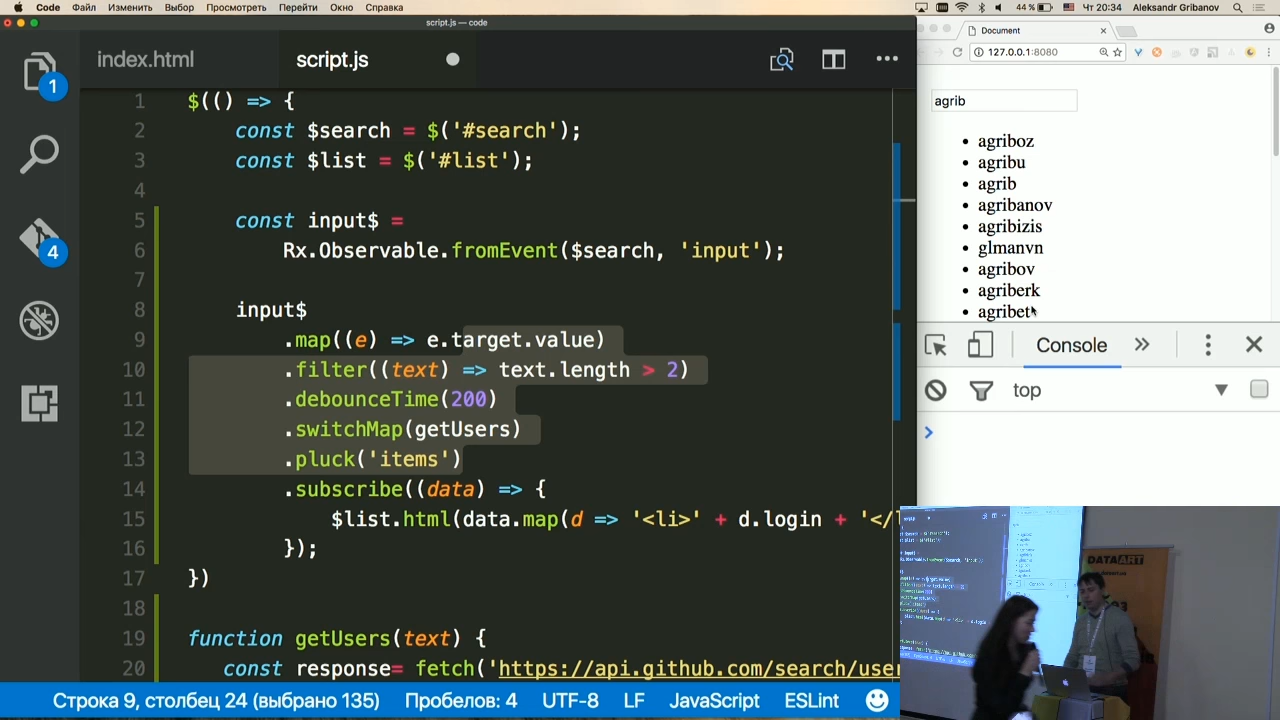 Code Файл Изменить Выбор Просмотреть Перейти Окно Справка
44 % Чт 20:34 Aleksandr Gribanov
script.js — code
index.html
script.js
1 $(() => {
2 const $search = $('#search');
3 const $list = $('#list');
4
5 const input$ =
6 Rx.Observable.fromEvent($search, 'input');
7
8 input$
9 .map((e) => e.target.value)
10 .filter((text) => text.length > 2)
11 .debounceTime(200)
12 .switchMap(getUsers)
13 .pluck('items')
14 .subscribe((data) => {
15 $list.html(data.map(d => '<li>' + d.login + '</l
16 });
17 })
18
19 function getUsers(text) {
20 const response= fetch('https://api.github.com/search/user
1
4
Строка 9, столбец 24 (выбрано 135) Пробелов: 4 UTF-8 LF JavaScript ESLint
Document
127.0.0.1:8080
agrib
agriboz
agribu
agrib
agribanov
agribizis
glmanvn
agribov
agriberk
agribet
Console
top
DATAART